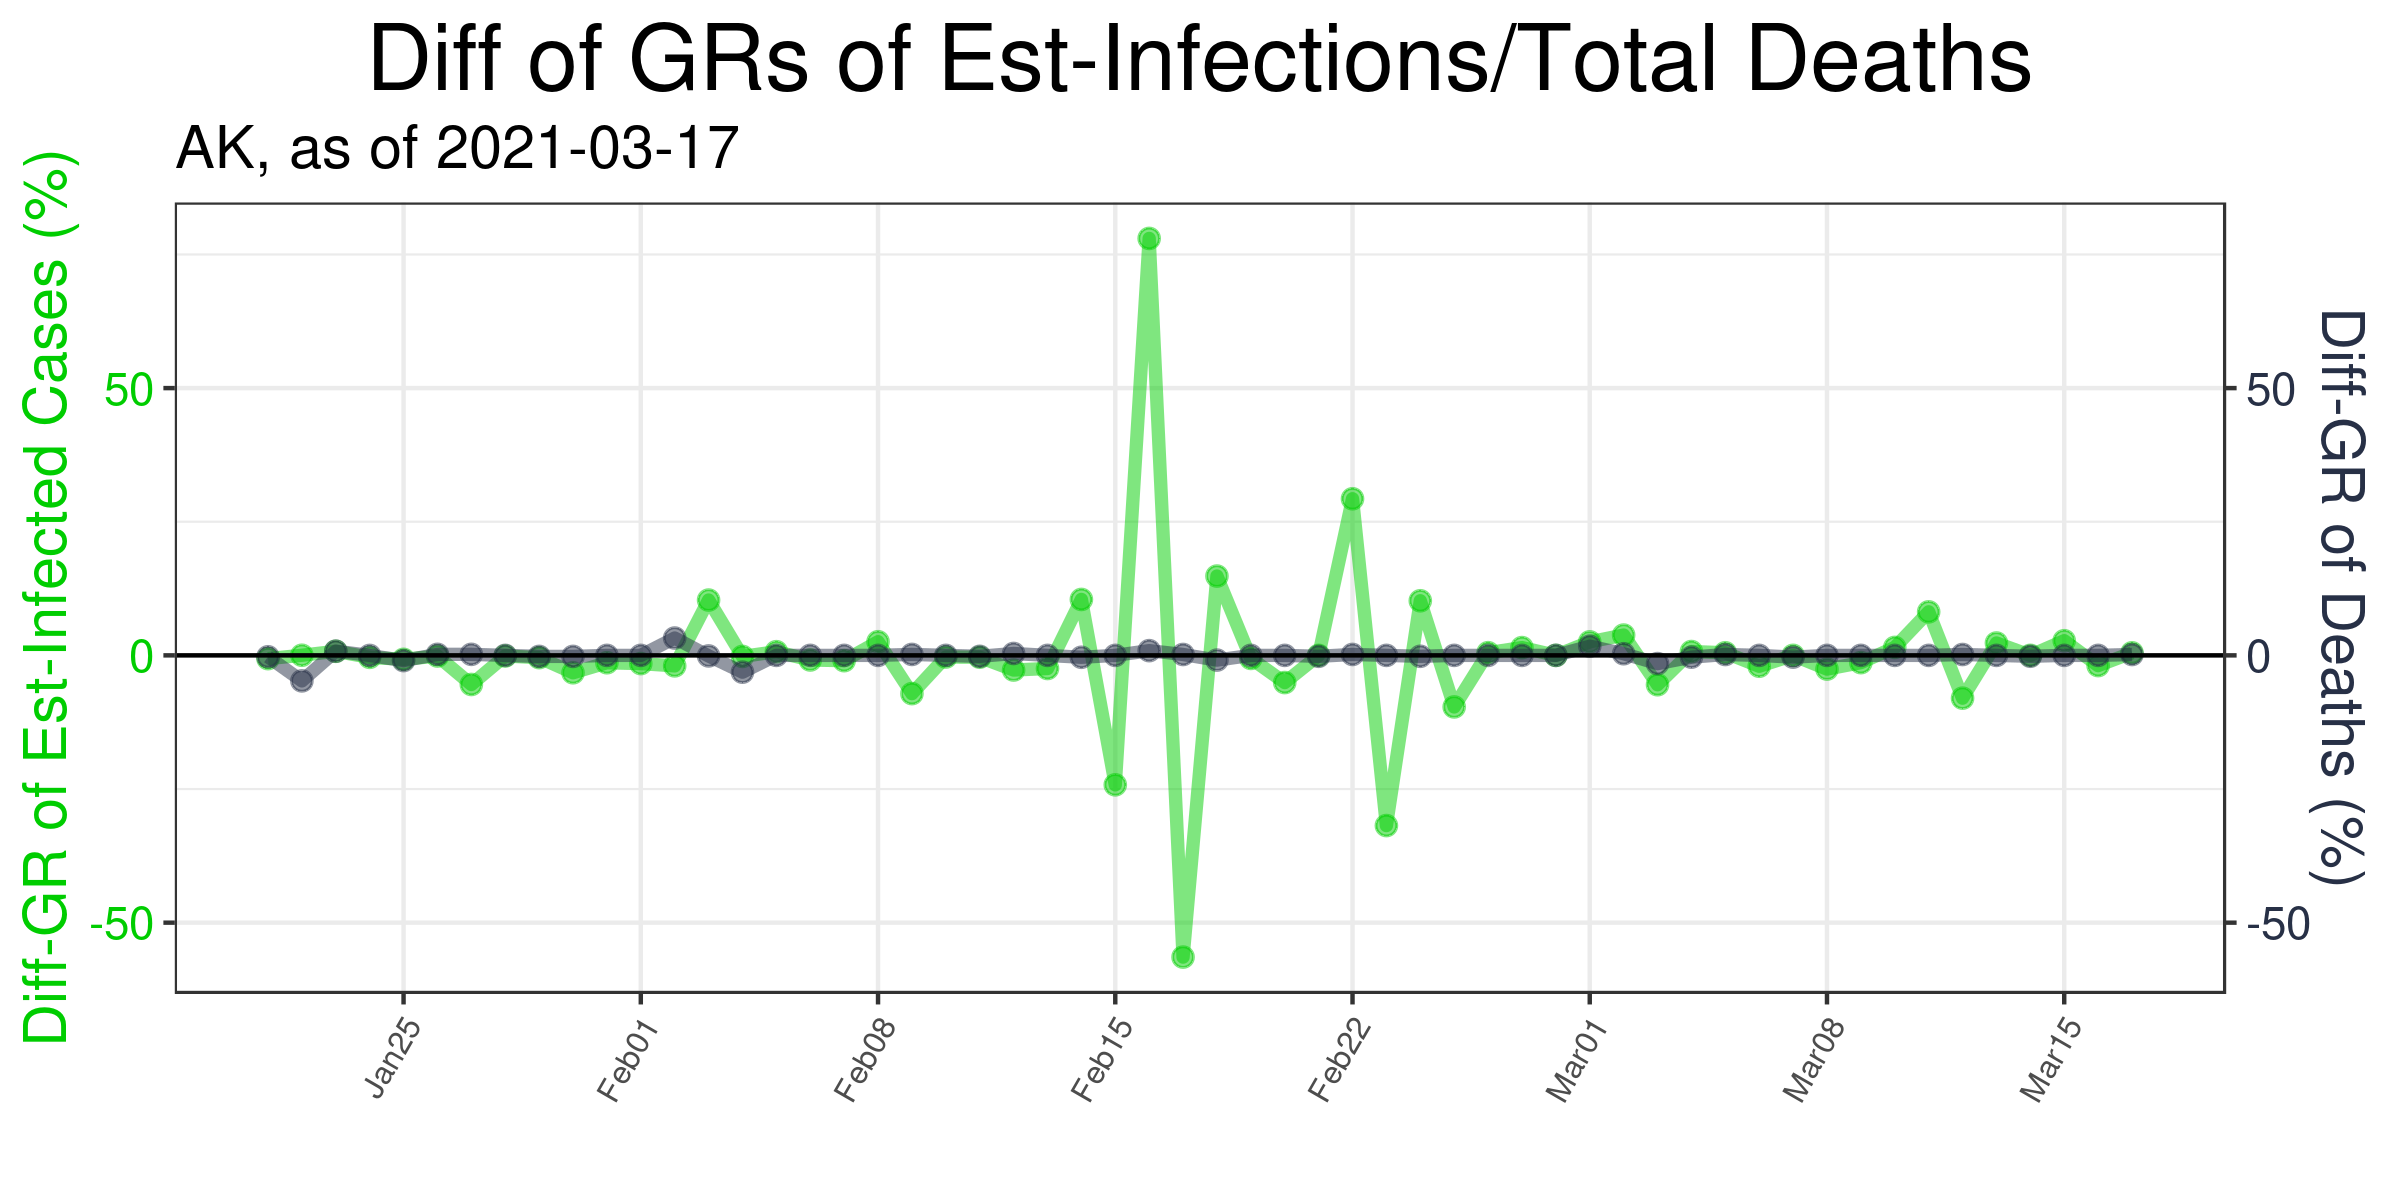 Diff of GRs of Est-Infections/Total Deaths
AK, as of 2021-03-17
Diff-GR of Est-Infected Cases (%)
50
0
-50
50
0
-50
Diff-GR of Deaths (%)
Jan25
Feb01
Feb08
Feb15
Feb22
Mar01
Mar08
Mar15